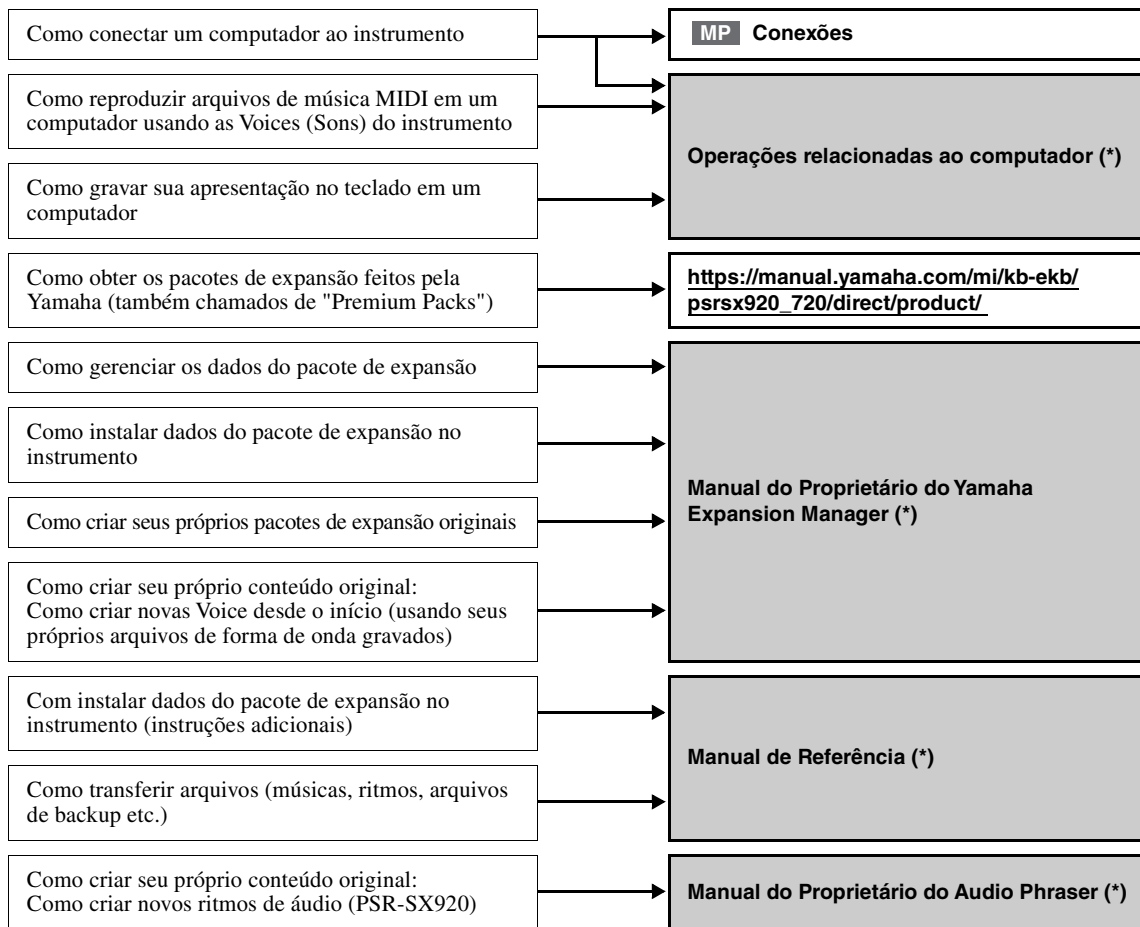 Como conectar um computador ao instrumento
MP Conexões
Como reproduzir arquivos de música MIDI em um
computador usando as Voices (Sons) do instrumento
Operações relacionadas ao computador (*)
Como gravar sua apresentação no teclado em um
computador
Como obter os pacotes de expansão feitos pela
Yamaha (também chamados de "Premium Packs")
https://manual.yamaha.com/mi/kb-ekb/
psrsx920_720/direct/product/
Como gerenciar os dados do pacote de expansão
Como instalar dados do pacote de expansão no
instrumento
Manual do Proprietário do Yamaha
Expansion Manager (*)
Como criar seus próprios pacotes de expansão originais
Como criar seu próprio conteúdo original:
Como criar novas Voice desde o início (usando seus
próprios arquivos de forma de onda gravados)
Com instalar dados do pacote de expansão no
instrumento (instruções adicionais)
Manual de Referência (*)
Como transferir arquivos (músicas, ritmos, arquivos
de backup etc.)
Como criar seu próprio conteúdo original:
Como criar novos ritmos de áudio (PSR-SX920)
Manual do Proprietário do Audio Phraser (*)